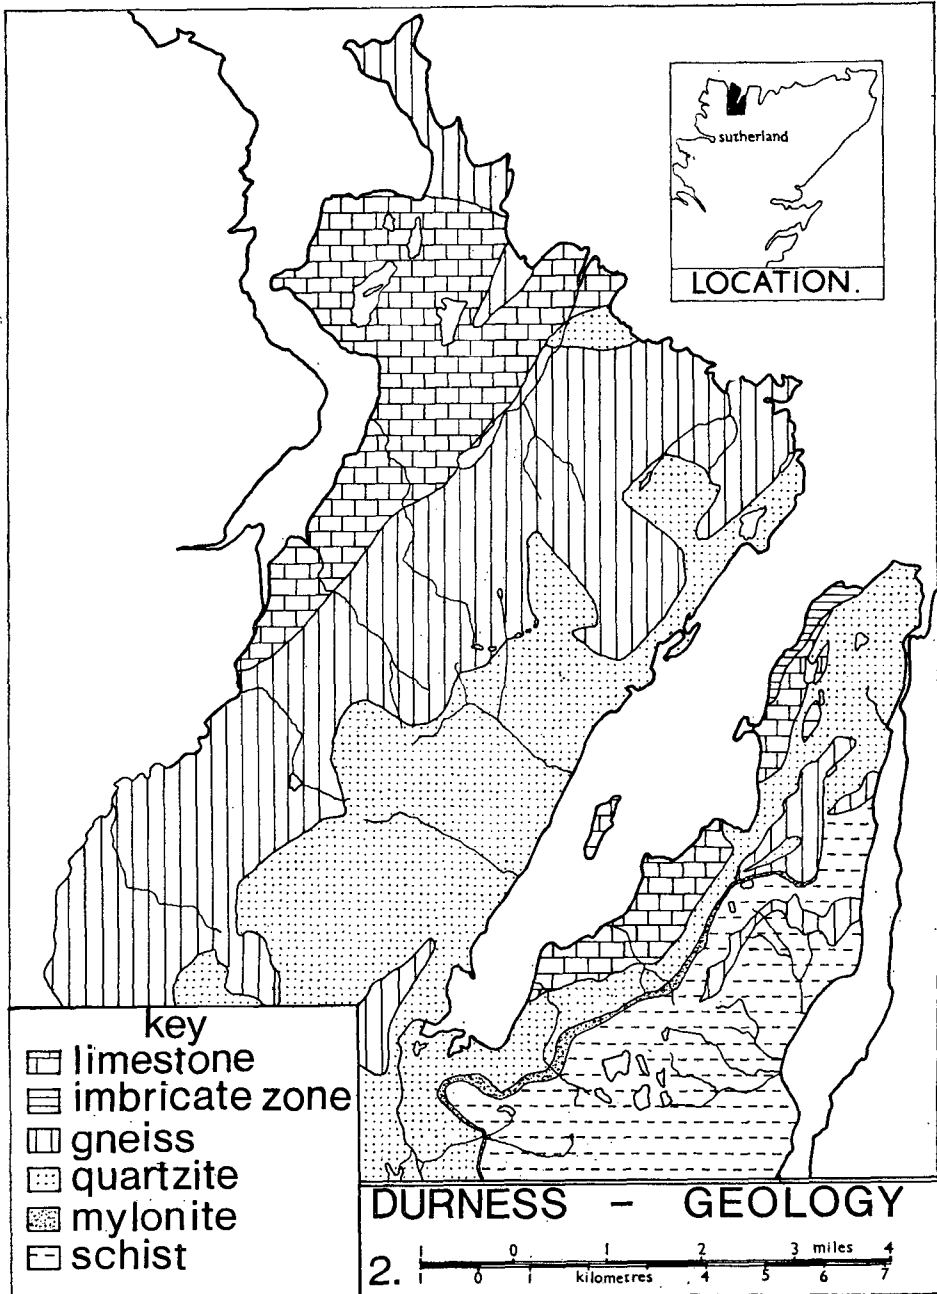 sutherland
LOCATION.
key
limestone
imbricate zone
gneiss
quartzite
mylonite
schist
DURNESS – GEOLOGY
2.
1 0 1 2 3 miles 4
1 0 1 kilometres 4 5 6 7